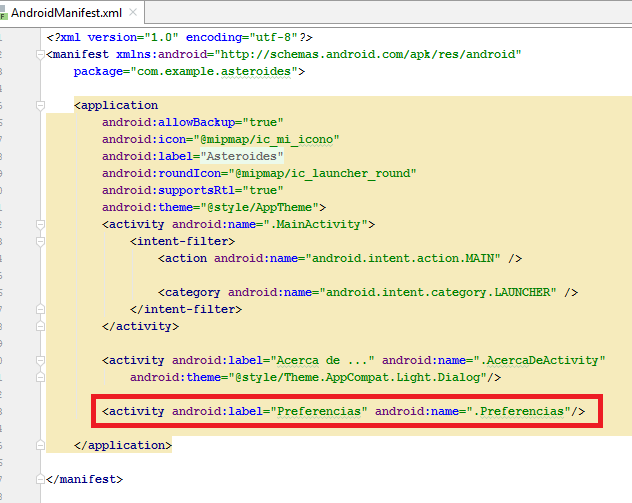 AndroidManifest.xml
<?xml version="1.0" encoding="utf-8"?>
<manifest xmlns:android="http://schemas.android.com/apk/res/android"
package="com.example.asteroides">
<application
android:allowBackup="true"
android:icon="@mipmap/ic_mi_icono"
android:label="Asteroides"
android:roundIcon="@mipmap/ic_launcher_round"
android:supportsRtl="true"
android:theme="@style/AppTheme">
<activity android:name=".MainActivity">
<intent-filter>
<action android:name="android.intent.action.MAIN" />
<category android:name="android.intent.category.LAUNCHER" />
</intent-filter>
</activity>
<activity android:label="Acerca de ..." android:name=".AcercaDeActivity"
android:theme="@style/Theme.AppCompat.Light.Dialog"/>
<activity android:label="Preferencias" android:name=".Preferencias"/>
</application>
</manifest>